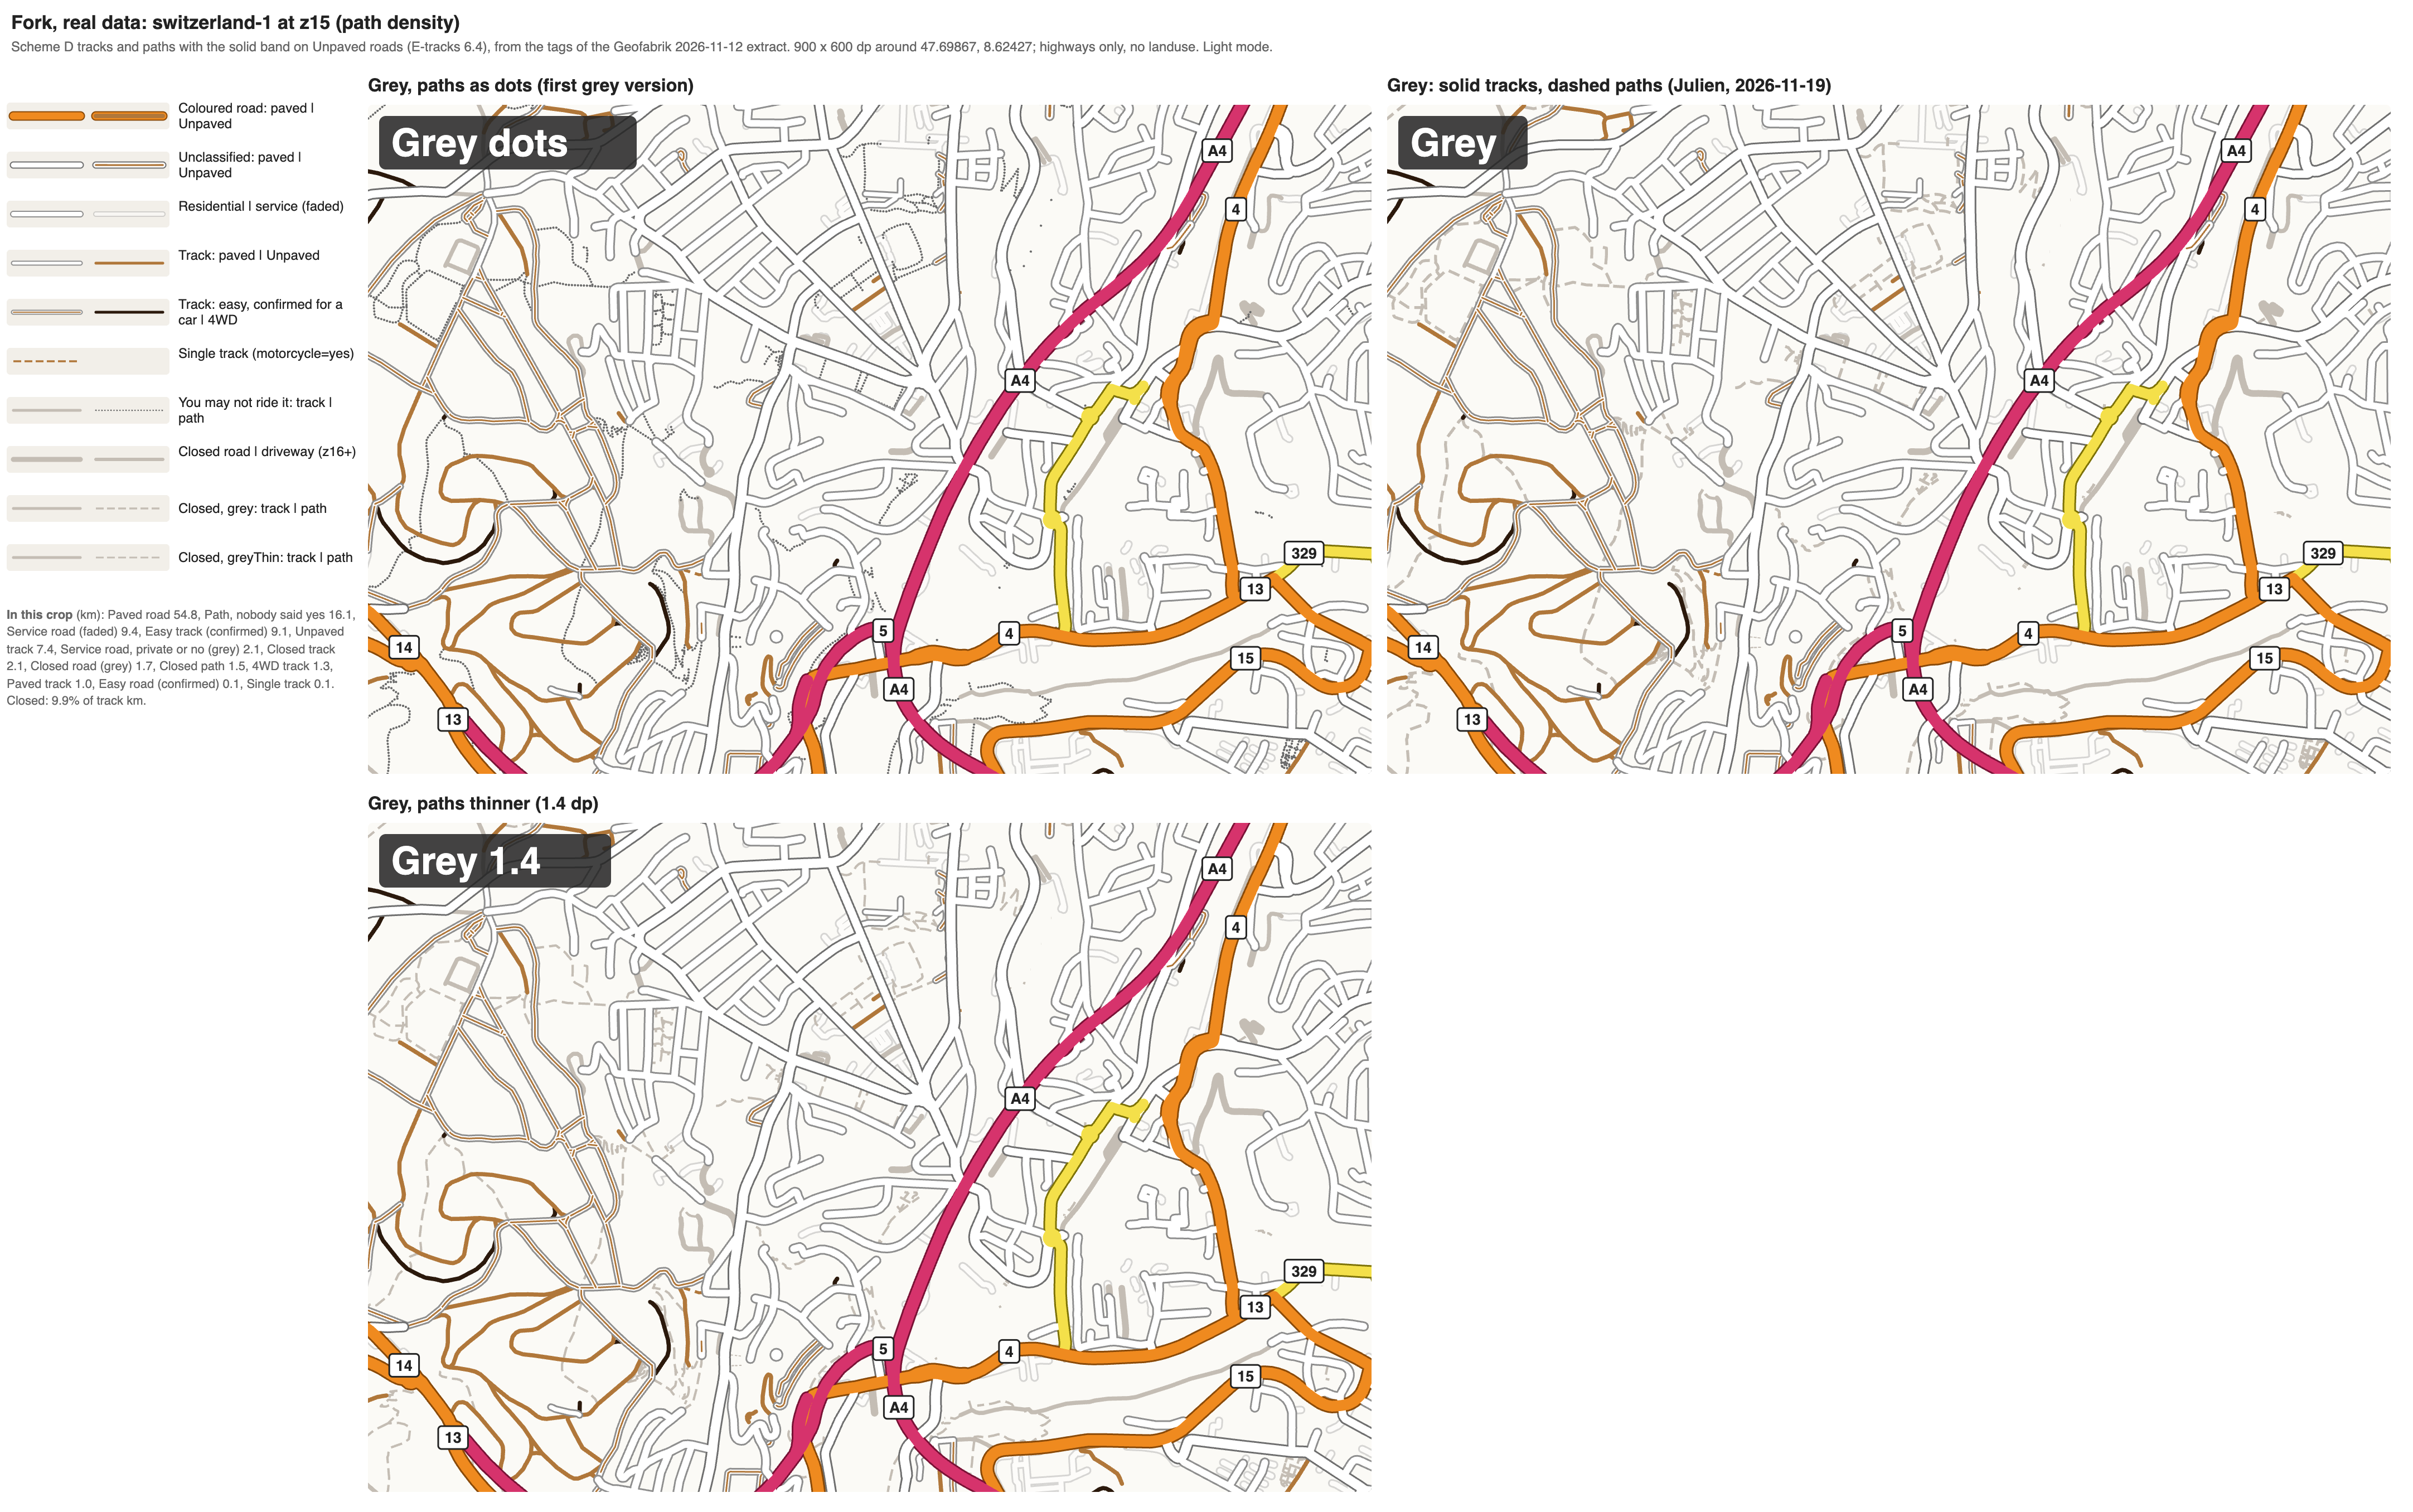 Fork, real data: switzerland-1 at z15 (path density)
Scheme D tracks and paths with the solid band on Unpaved roads (E-tracks 6.4), from the tags of the Geofabrik 2026-11-12 extract. 900 x 600 dp around 47.69867, 8.62427; highways only, no landuse. Light mode.
Coloured road: paved |
Unpaved
Unclassified: paved |
Unpaved
Residential | service (faded)
Track: paved | Unpaved
Track: easy, confirmed for a
car | 4WD
Single track (motorcycle=yes)
You may not ride it: track |
path
Closed road | driveway (z16+)
Closed, grey: track | path
Closed, greyThin: track | path
In this crop (km): Paved road 54.8, Path, nobody said yes 16.1,
Service road (faded) 9.4, Easy track (confirmed) 9.1, Unpaved
track 7.4, Service road, private or no (grey) 2.1, Closed track
2.1, Closed road (grey) 1.7, Closed path 1.5, 4WD track 1.3,
Paved track 1.0, Easy road (confirmed) 0.1, Single track 0.1.
Closed: 9.9% of track km.
Grey, paths as dots (first grey version)
Grey dots
A4
4
A4
329
13
5
4
14
15
A4
13
Grey: solid tracks, dashed paths (Julien, 2026-11-19)
Grey
A4
4
A4
329
13
5
4
14
15
A4
13
Grey, paths thinner (1.4 dp)
Grey 1.4
A4
4
A4
329
13
5
4
14
15
A4
13